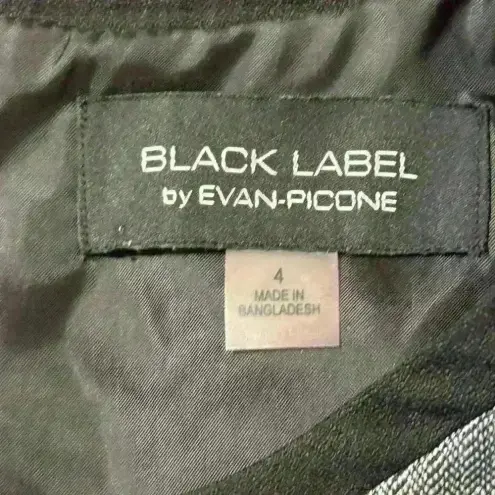 BLACK LABEL
by EVAN-PICONE
4
MADE IN
BANGLADESH